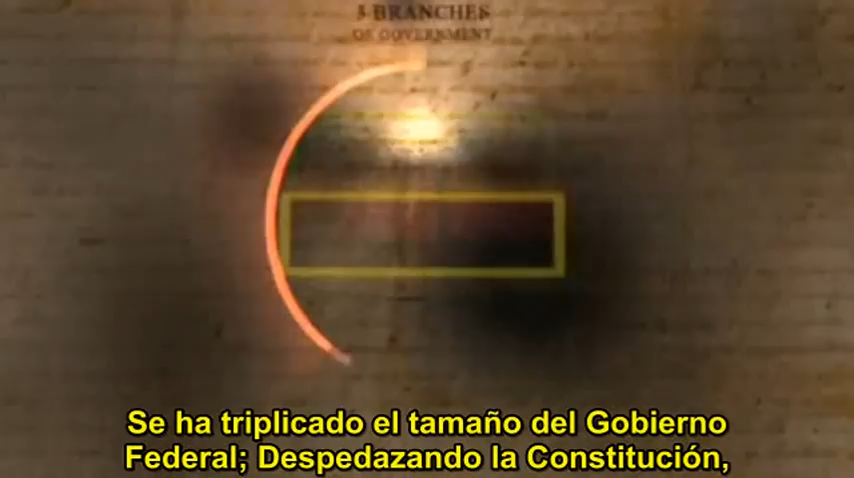 3 BRANCHES
OF GOVERNMENT
Se ha triplicado el tamaño del Gobierno
Federal; Despedazando la Constitución,